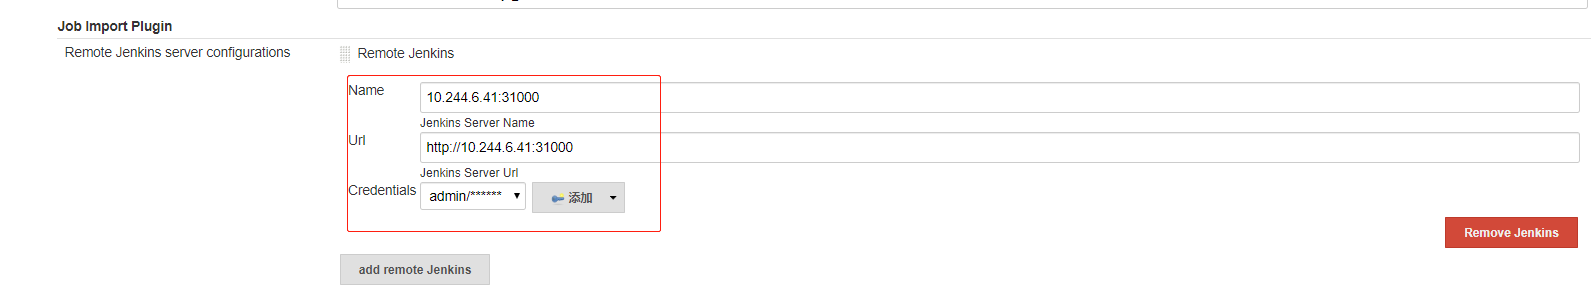 Job Import Plugin
Remote Jenkins server configurations
Remote Jenkins
Name
10.244.6.41:31000
Jenkins Server Name
Url
http://10.244.6.41:31000
Jenkins Server Url
Credentials
admin/******
添加
Remove Jenkins
add remote Jenkins